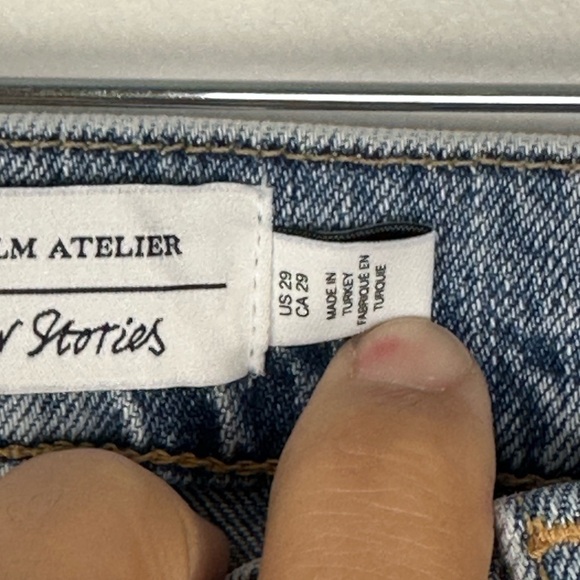 LM ATELIER
Stories
US 29
CA 29
MADE IN
TURKEY
FABRIQUÉ EN
TURQUIE